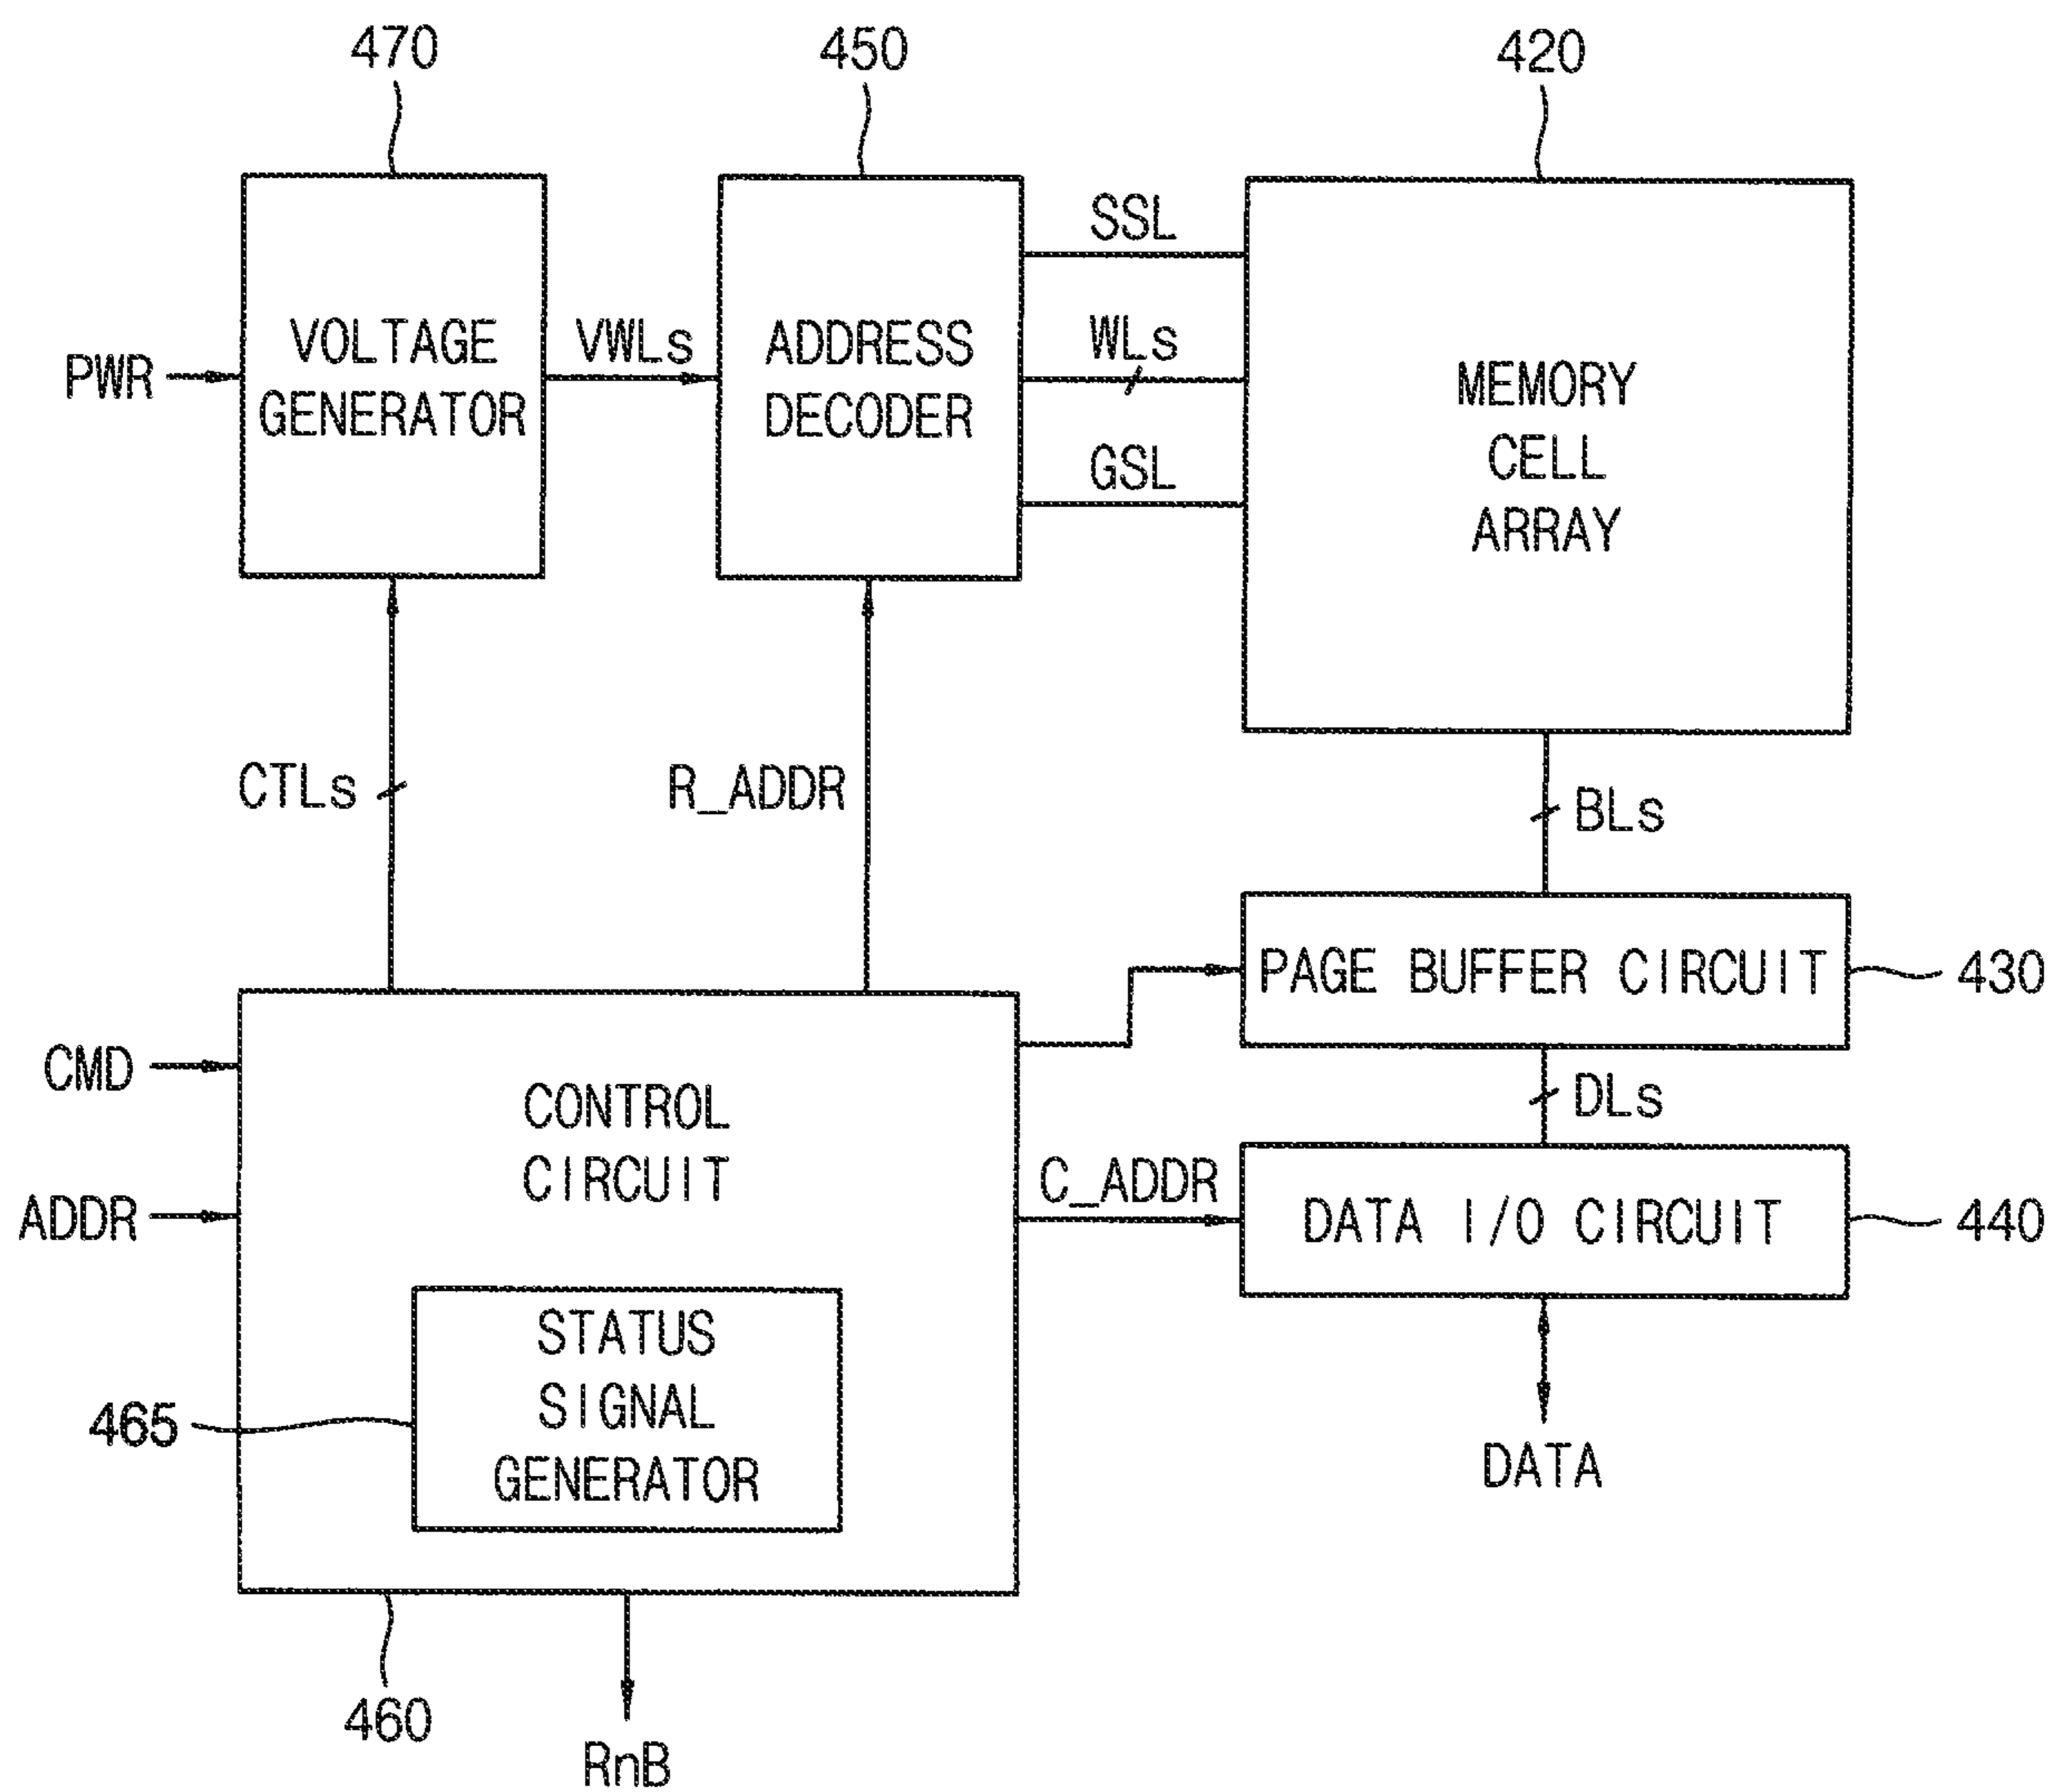 470
450
420
SSL
VOLTAGE
GENERATOR
VWLs
ADDRESS
DECODER
WLs
PWR
MEMORY
CELL
ARRAY
GSL
CTLs
R_ADDR
BLs
PAGE BUFFER CIRCUIT
430
CMD
CONTROL
CIRCUIT
DLs
ADDR
C_ADDR
DATA I/O CIRCUIT
440
STATUS
SIGNAL
GENERATOR
465
DATA
460
RnB